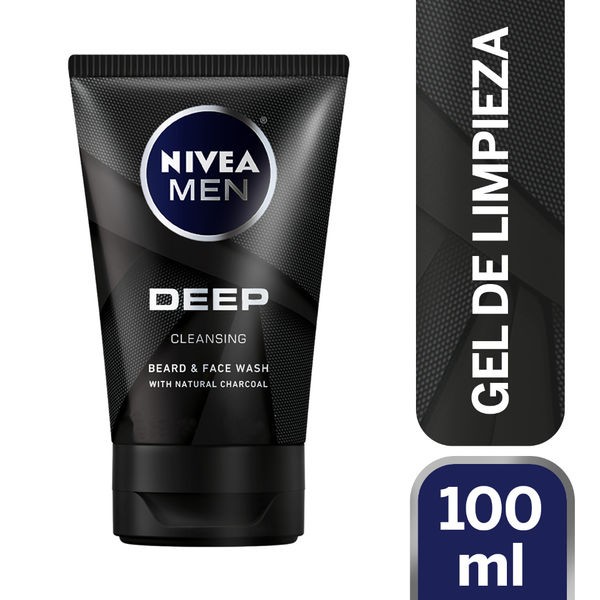 NIVEA
MEN
®
DEEP
CLEANSING
BEARD & FACE WASH
WITH NATURAL CHARCOAL
GEL DE LIMPIEZA
100
ml